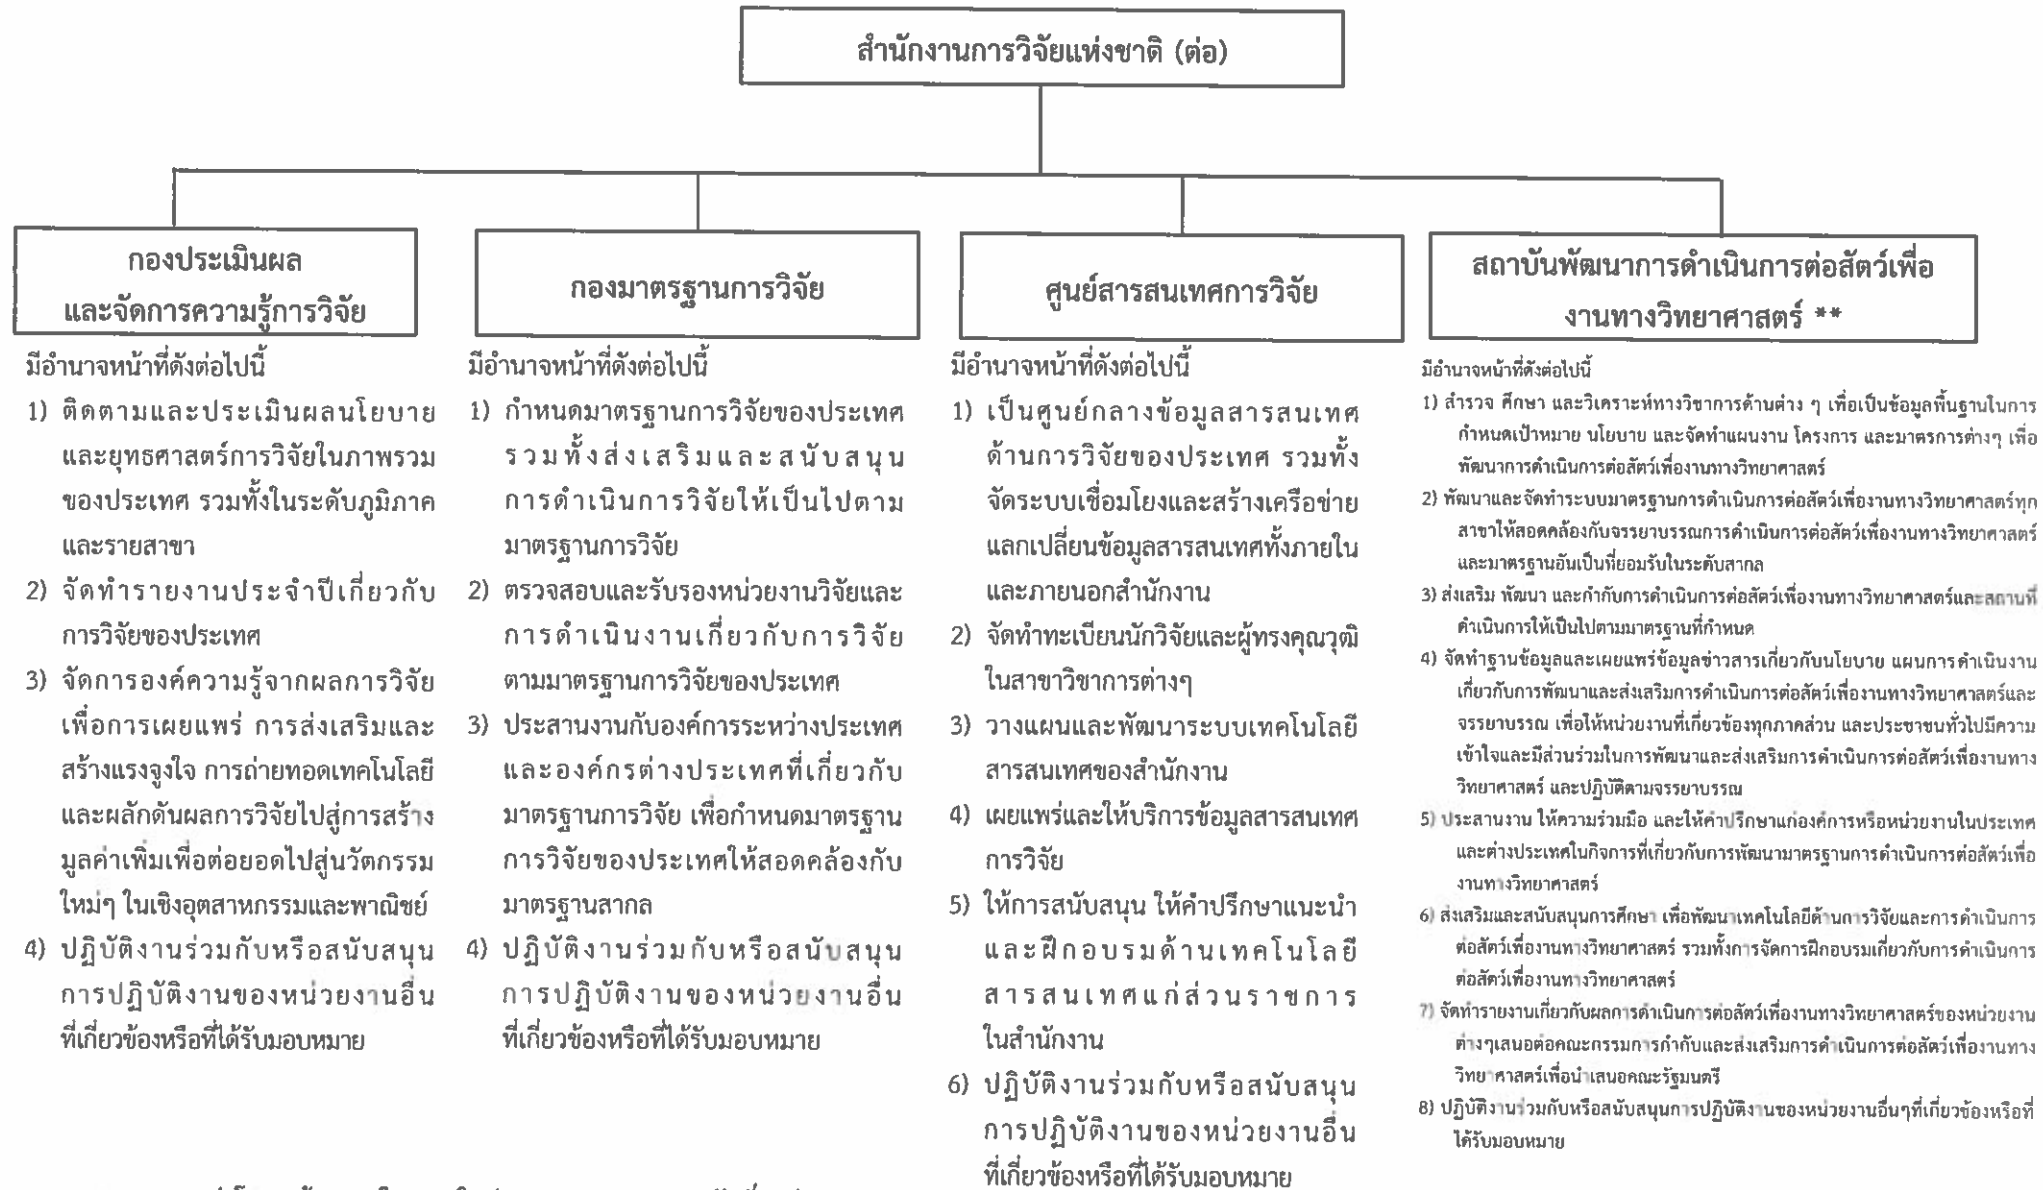 สำนักงานการวิจัยแห่งชาติ (ต่อ)
กองประเมินผล
และจัดการความรู้การวิจัย
มีอำนาจหน้าที่ดังต่อไปนี้
1) ติดตามและประเมินผลนโยบาย
และยุทธศาสตร์การวิจัยในภาพรวม
ของประเทศ รวมทั้งในระดับภูมิภาค
และรายสาขา
2) จัดทำรายงานประจำปีเกี่ยวกับ
การวิจัยของประเทศ
3) จัดการองค์ความรู้จากผลการวิจัย
เพื่อการเผยแพร่ การส่งเสริมและ
สร้างแรงจูงใจ การถ่ายทอดเทคโนโลยี
และผลักดันผลการวิจัยไปสู่การสร้าง
มูลค่าเพิ่มเพื่อต่อยอดไปสู่นวัตกรรม
ใหม่ๆ ในเชิงอุตสาหกรรมและพาณิชย์
4) ปฏิบัติงานร่วมกับหรือสนับสนุน
การปฏิบัติงานของหน่วยงานอื่น
ที่เกี่ยวข้องหรือที่ได้รับมอบหมาย
กองมาตรฐานการวิจัย
มีอำนาจหน้าที่ดังต่อไปนี้
1) กำหนดมาตรฐานการวิจัยของประเทศ
รวมทั้งส่งเสริมและสนับสนุน
การดำเนินการวิจัยให้เป็นไปตาม
มาตรฐานการวิจัย
2) ตรวจสอบและรับรองหน่วยงานวิจัยและ
การดำเนินงานเกี่ยวกับการวิจัย
ตามมาตรฐานการวิจัยของประเทศ
3) ประสานงานกับองค์การระหว่างประเทศ
และองค์กรต่างประเทศที่เกี่ยวกับ
มาตรฐานการวิจัย เพื่อกำหนดมาตรฐาน
การวิจัยของประเทศให้สอดคล้องกับ
มาตรฐานสากล
4) ปฏิบัติงานร่วมกับหรือสนับสนุน
การปฏิบัติงานของหน่วยงานอื่น
ที่เกี่ยวข้องหรือที่ได้รับมอบหมาย
ศูนย์สารสนเทศการวิจัย
มีอำนาจหน้าที่ดังต่อไปนี้
1) เป็นศูนย์กลางข้อมูลสารสนเทศ
ด้านการวิจัยของประเทศ รวมทั้ง
จัดระบบเชื่อมโยงและสร้างเครือข่าย
แลกเปลี่ยนข้อมูลสารสนเทศทั้งภายใน
และภายนอกสำนักงาน
2) จัดทำทะเบียนนักวิจัยและผู้ทรงคุณวุฒิ
ในสาขาวิชาการต่างๆ
3) วางแผนและพัฒนาระบบเทคโนโลยี
สารสนเทศของสำนักงาน
4) เผยแพร่และให้บริการข้อมูลสารสนเทศ
การวิจัย
5) ให้การสนับสนุน ให้คำปรึกษาแนะนำ
และฝึกอบรมด้านเทคโนโลยี
สารสนเทศแก่ส่วนราชการ
ในสำนักงาน
6) ปฏิบัติงานร่วมกับหรือสนับสนุน
การปฏิบัติงานของหน่วยงานอื่น
ที่เกี่ยวข้องหรือที่ได้รับมอบหมาย
สถาบันพัฒนาการดำเนินการต่อสัตว์เพื่อ
งานทางวิทยาศาสตร์ **
มีอำนาจหน้าที่ดังต่อไปนี้
1) สำรวจ ศึกษา และวิเคราะห์ทางวิชาการด้านต่าง ๆ เพื่อเป็นข้อมูลพื้นฐานในการ
กำหนดเป้าหมาย นโยบาย และจัดทำแผนงาน โครงการ และมาตรการต่างๆ เพื่อ
พัฒนาการดำเนินการต่อสัตว์เพื่องานทางวิทยาศาสตร์
2) พัฒนาและจัดทำระบบมาตรฐานการดำเนินการต่อสัตว์เพื่องานทางวิทยาศาสตร์ทุก
สาขาให้สอดคล้องกับจรรยาบรรณการดำเนินการต่อสัตว์เพื่องานทางวิทยาศาสตร์
และมาตรฐานอันเป็นที่ยอมรับในระดับสากล
3) ส่งเสริม พัฒนา และกำกับการดำเนินการต่อสัตว์เพื่องานทางวิทยาศาสตร์และสถานที่
ดำเนินการให้เป็นไปตามมาตรฐานที่กำหนด
4) จัดทำฐานข้อมูลและเผยแพร่ข้อมูลข่าวสารเกี่ยวกับนโยบาย แผนการดำเนินงาน
เกี่ยวกับการพัฒนาและส่งเสริมการดำเนินการต่อสัตว์เพื่องานทางวิทยาศาสตร์และ
จรรยาบรรณ เพื่อให้หน่วยงานที่เกี่ยวข้องทุกภาคส่วน และประชาชนทั่วไปมีความ
เข้าใจและมีส่วนร่วมในการพัฒนาและส่งเสริมการดำเนินการต่อสัตว์เพื่องานทาง
วิทยาศาสตร์ และปฏิบัติตามจรรยาบรรณ
5) ประสานงาน ให้ความร่วมมือ และให้คำปรึกษาแก่องค์การหรือหน่วยงานในประเทศ
และต่างประเทศในกิจการที่เกี่ยวกับการพัฒนามาตรฐานการดำเนินการต่อสัตว์เพื่อ
งานทางวิทยาศาสตร์
6) ส่งเสริมและสนับสนุนการศึกษา เพื่อพัฒนาเทคโนโลยีด้านการวิจัยและการดำเนินการ
ต่อสัตว์เพื่องานทางวิทยาศาสตร์ รวมทั้งการจัดการฝึกอบรมเกี่ยวกับการดำเนินการ
ต่อสัตว์เพื่องานทางวิทยาศาสตร์
7) จัดทำรายงานเกี่ยวกับผลการดำเนินการต่อสัตว์เพื่องานทางวิทยาศาสตร์ของหน่วยงาน
ต่างๆเสนอต่อคณะกรรมการกำกับและส่งเสริมการดำเนินการต่อสัตว์เพื่องานทาง
วิทยาศาสตร์เพื่อนำเสนอคณะรัฐมนตรี
8) ปฏิบัติงานร่วมกับหรือสนับสนุนการปฏิบัติงานของหน่วยงานอื่นๆที่เกี่ยวข้องหรือที่
ได้รับมอบหมาย